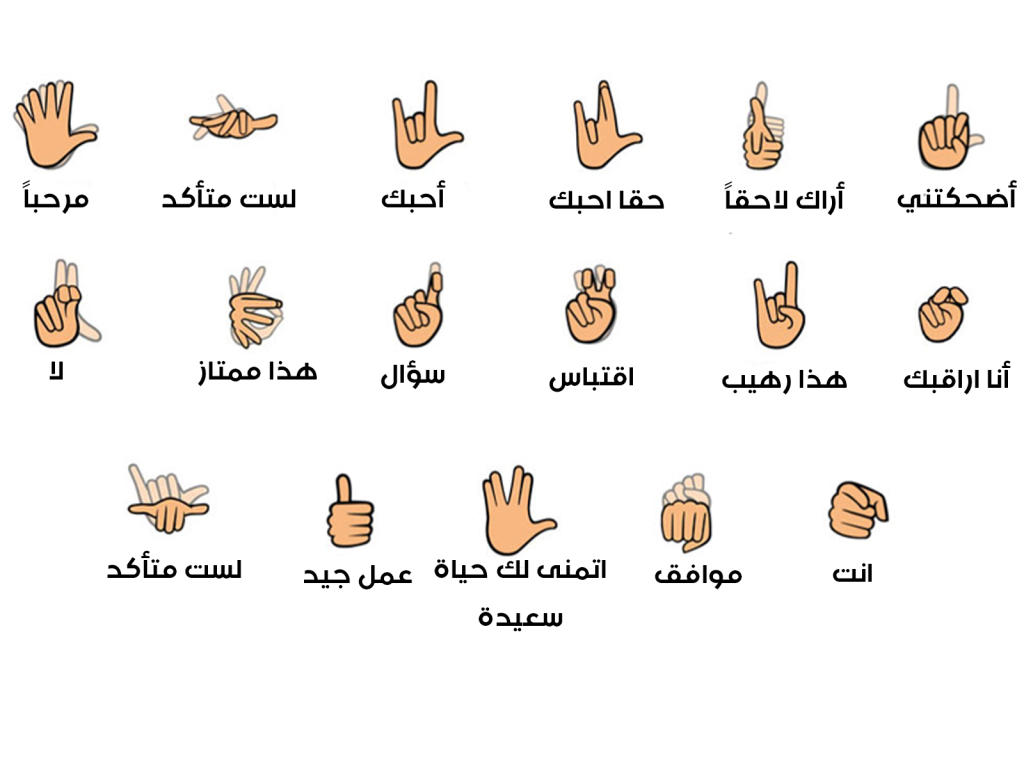 أضحكتني
أراك لاحقاً
حقا احبك
أحبك
لست متأكد
مرحباً
أنا اراقبك
هذا رهيب
اقتباس
سؤال
هذا ممتاز
لا
انت
موافق
اتمنى لك حياة
سعيدة
عمل جيد
لست متأكد